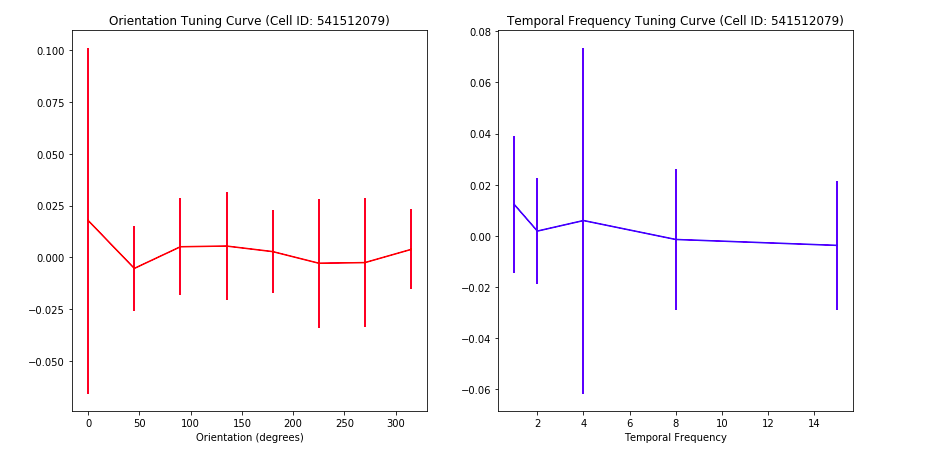 Orientation Tuning Curve (Cell ID: 541512079)
0.100
0.075
0.050
0.025
0.000
−0.025
−0.050
0 50 100 150 200 250 300
Orientation (degrees)
Temporal Frequency Tuning Curve (Cell ID: 541512079)
0.08
0.06
0.04
0.02
0.00
−0.02
−0.04
−0.06
2 4 6 8 10 12 14
Temporal Frequency